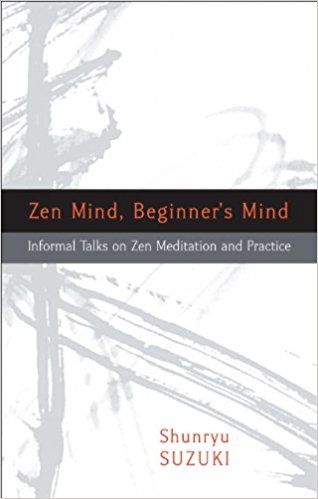 Zen Mind, Beginner's Mind
Informal Talks on Zen Meditation and Practice
Shunryu
SUZUKI